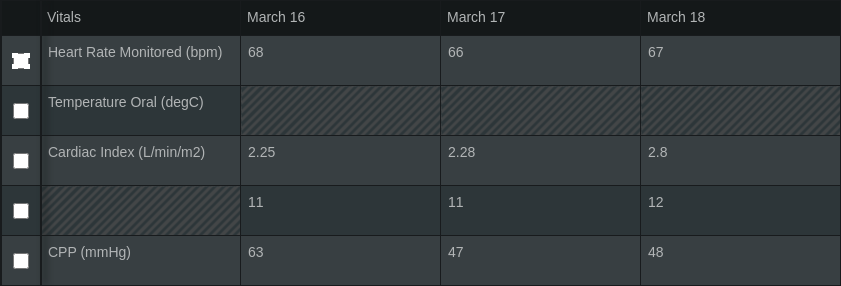 Vitals March 16 March 17 March 18
Heart Rate Monitored (bpm) 68 66 67
Temperature Oral (degC)
Cardiac Index (L/min/m2) 2.25 2.28 2.8
11 11 12
CPP (mmHg) 63 47 48